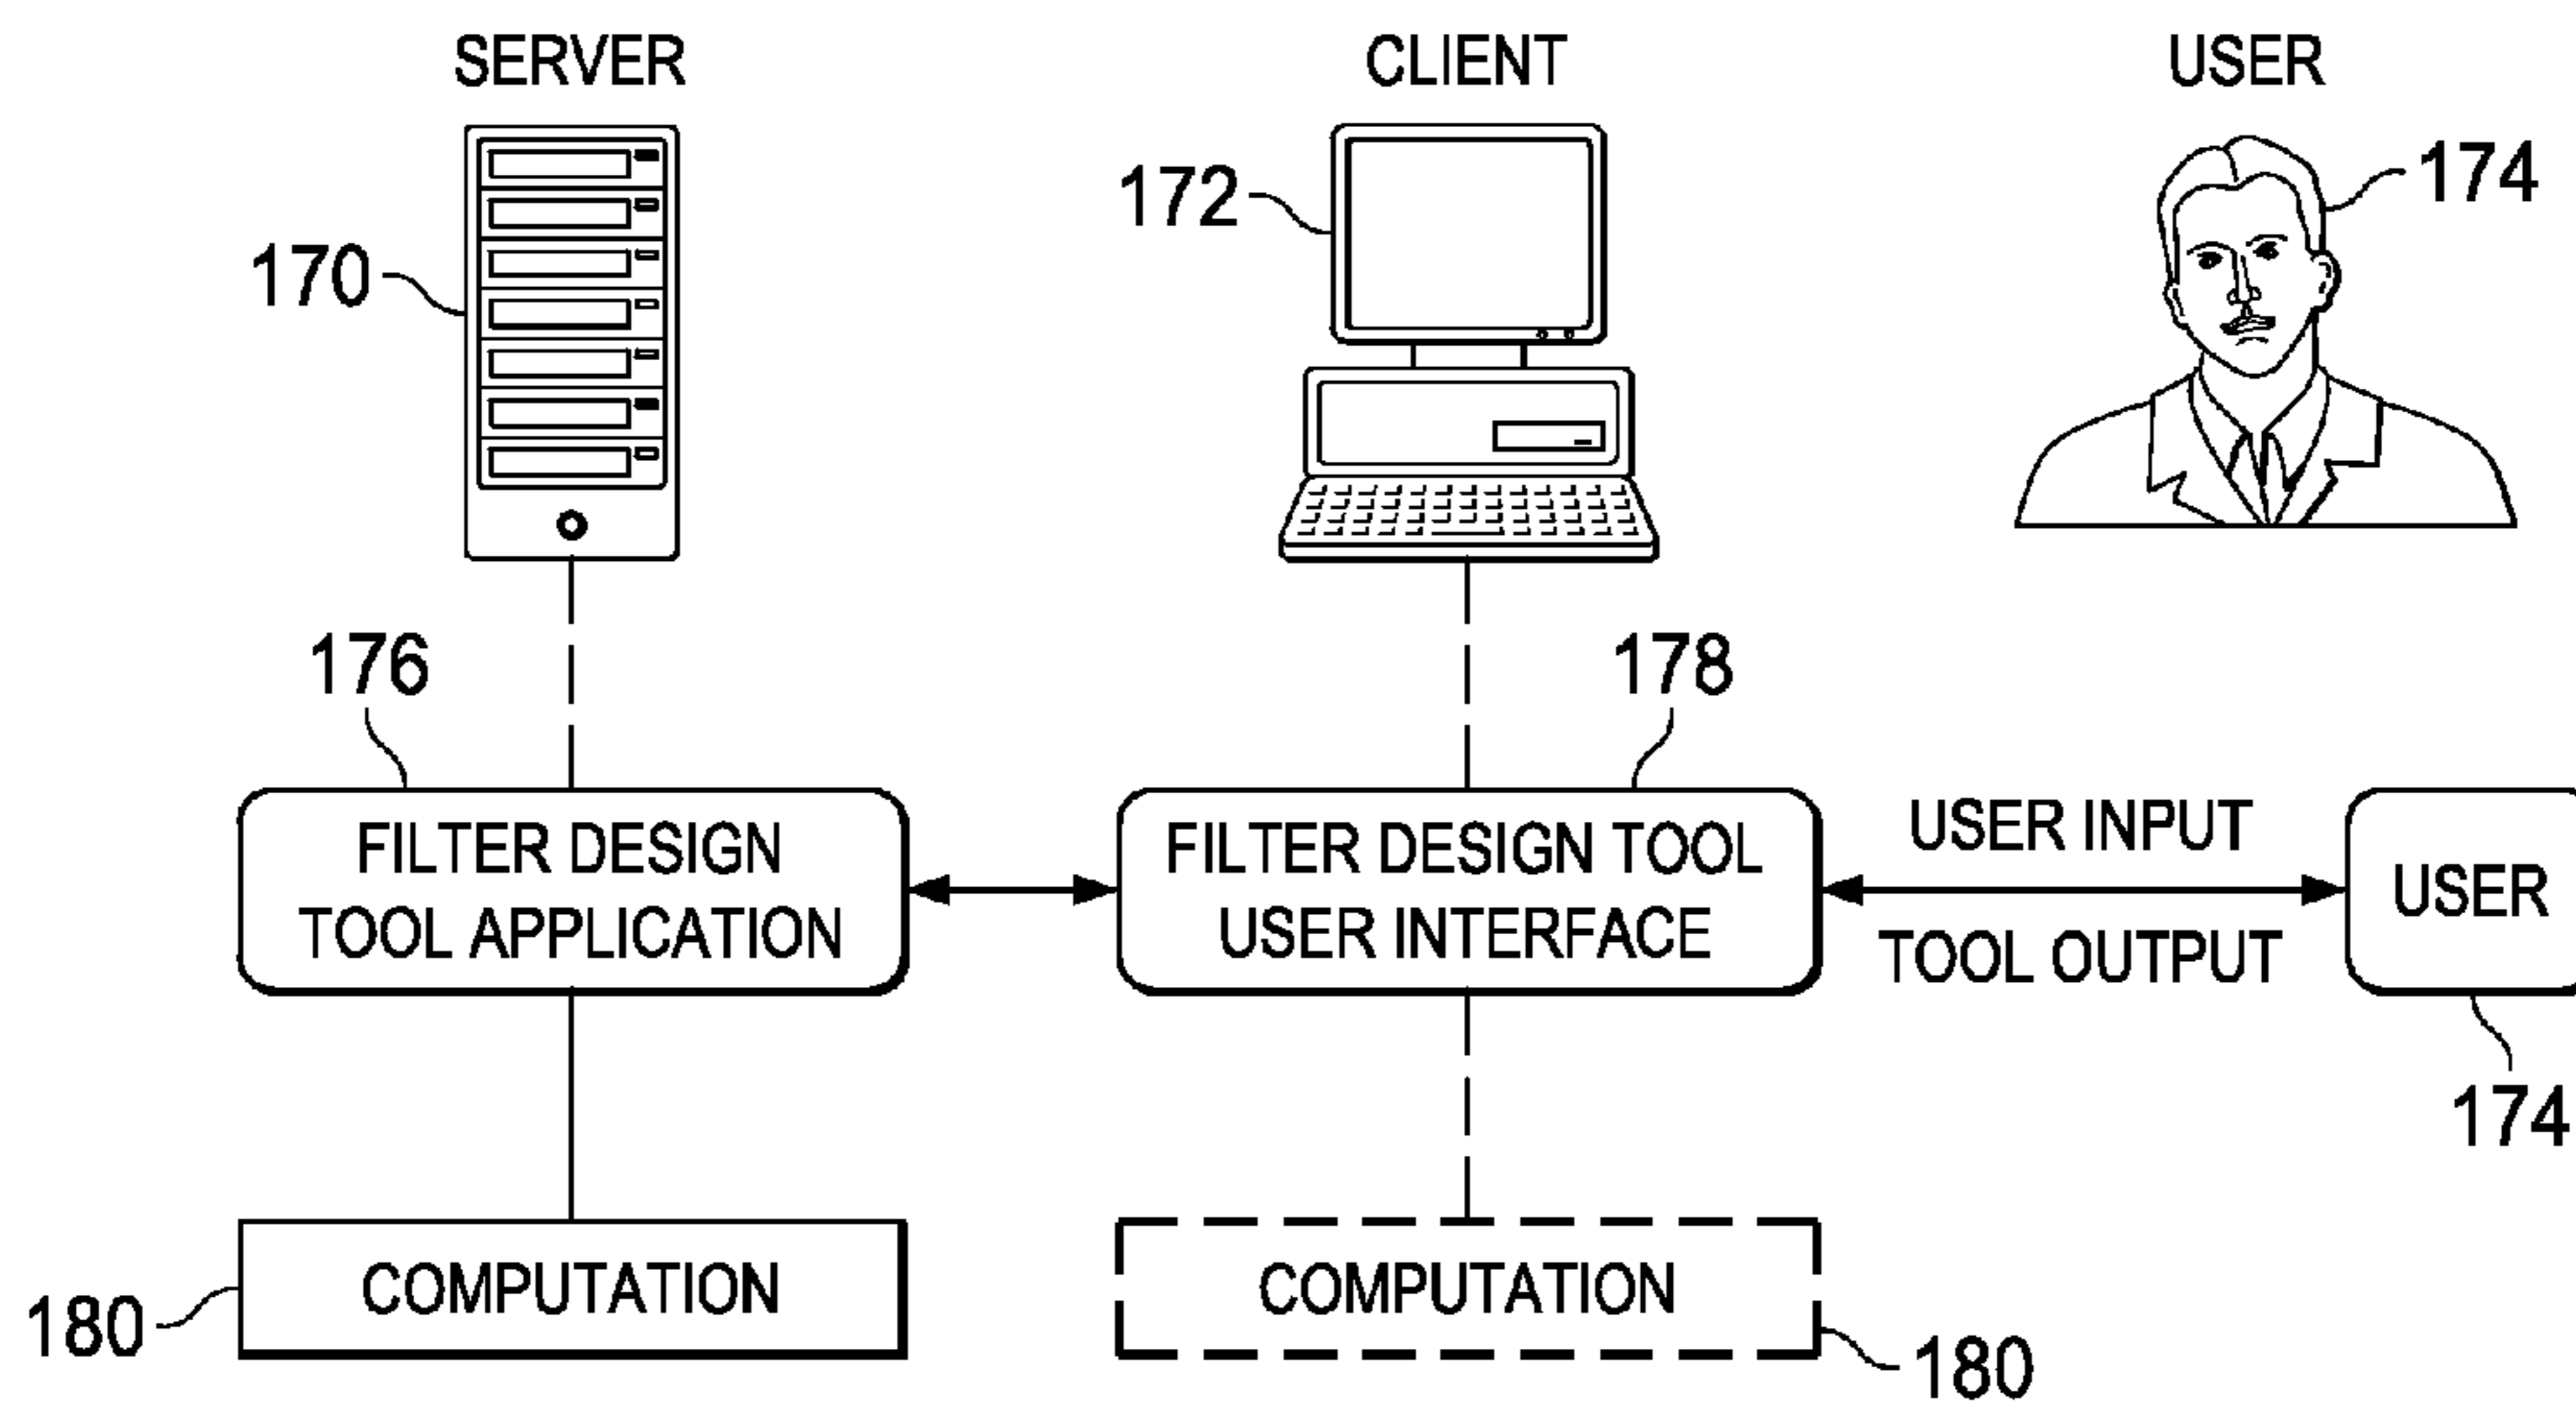 SERVER
CLIENT
USER
170
172
174
176
178
FILTER DESIGN
TOOL APPLICATION
FILTER DESIGN TOOL
USER INTERFACE
USER INPUT
TOOL OUTPUT
USER
174
COMPUTATION
180
COMPUTATION
180